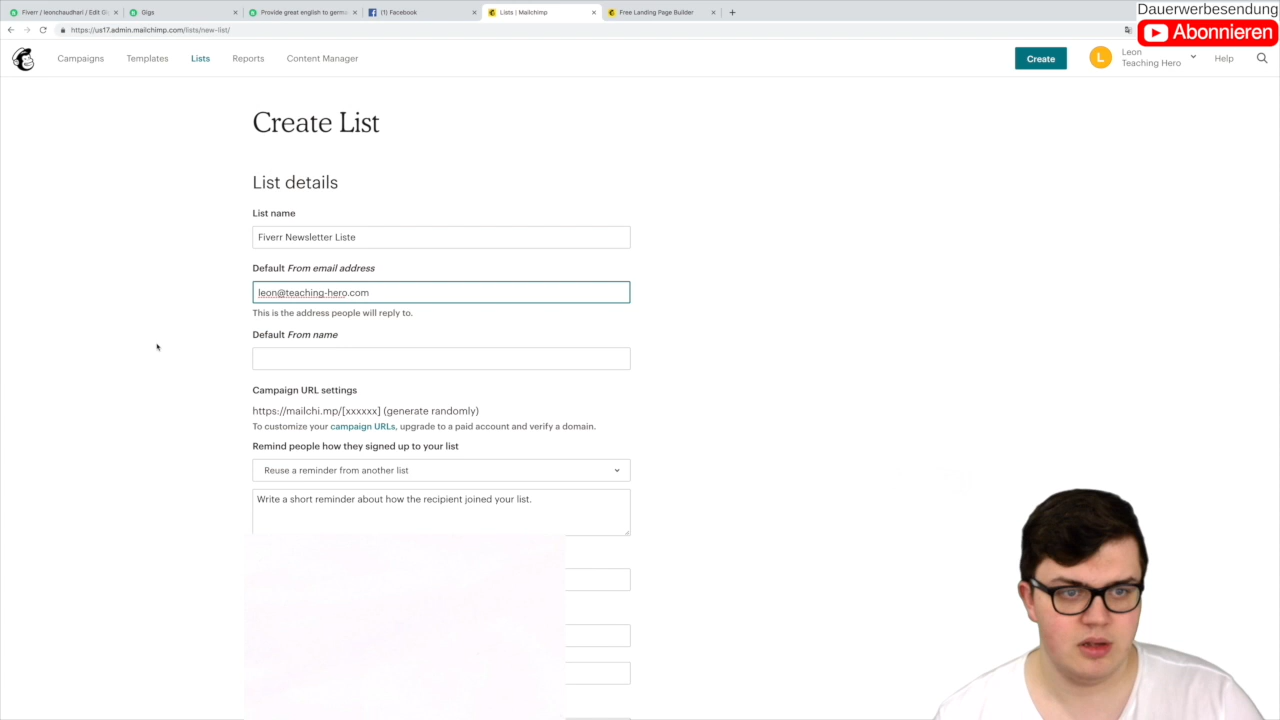 Fiverr / leonchaudhari / Edit Gi
Gigs
Provide great english to germa
(1) Facebook
Lists | Mailchimp
Free Landing Page Builder
Dauerwerbesendung
Abonnieren
https://us17.admin.mailchimp.com/lists/new-list/
Campaigns
Templates
Lists
Reports
Content Manager
Create
L
Leon
Teaching Hero
Help
Create List
List details
List name
Fiverr Newsletter Liste
Default From email address
leon@teaching-hero.com
This is the address people will reply to.
Default From name
Campaign URL settings
https://mailchi.mp/[xxxxxx] (generate randomly)
To customize your campaign URLs, upgrade to a paid account and verify a domain.
Remind people how they signed up to your list
Reuse a reminder from another list
Write a short reminder about how the recipient joined your list.